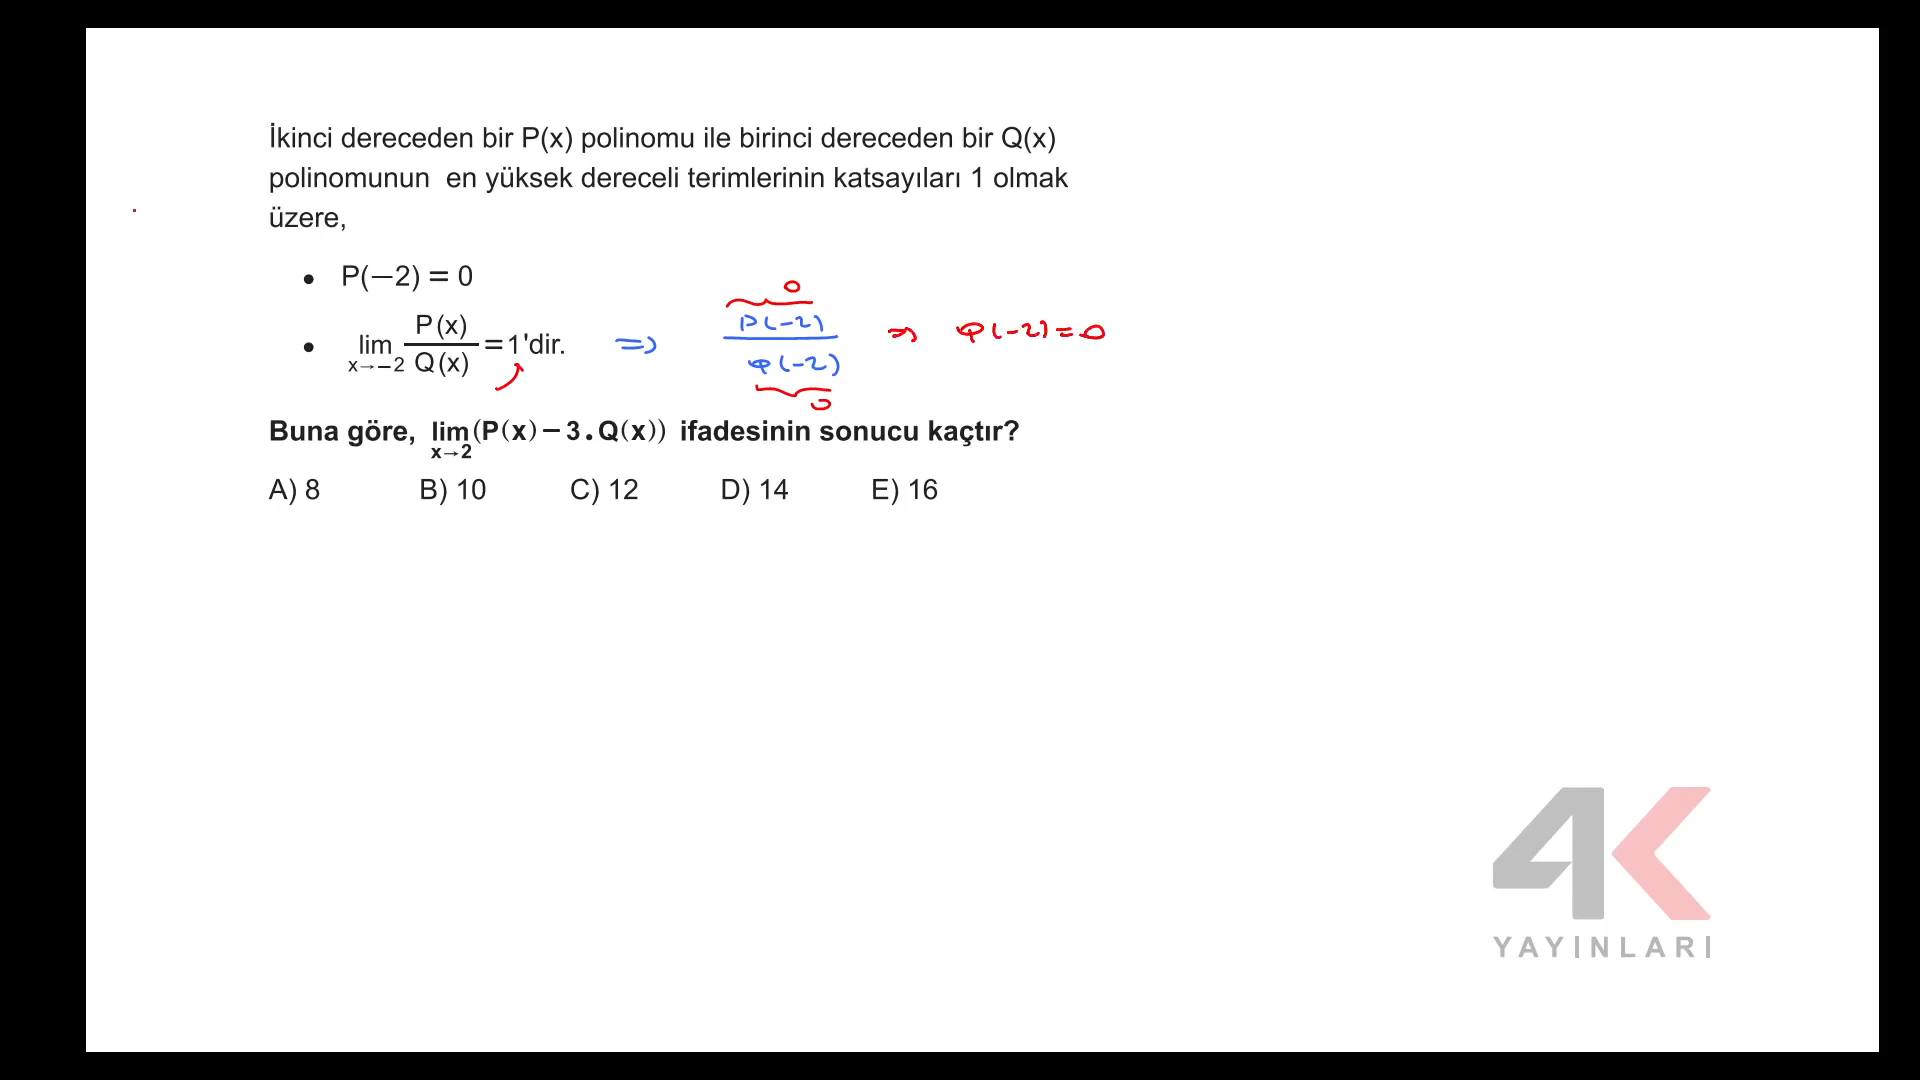 İkinci dereceden bir P(x) polinomu ile birinci dereceden bir Q(x)
polinomunun en yüksek dereceli terimlerinin katsayıları 1 olmak
üzere,
• P(−2) = 0
• lim x→−2 P(x)/Q(x) = 1'dir. ⇒ P(-2)/Q(-2) 0 0 ⇒ Q(-2)=0
Buna göre, lim x→2 (P(x) − 3.Q(x)) ifadesinin sonucu kaçtır?
A) 8 B) 10 C) 12 D) 14 E) 16
4K
YAYINLARI